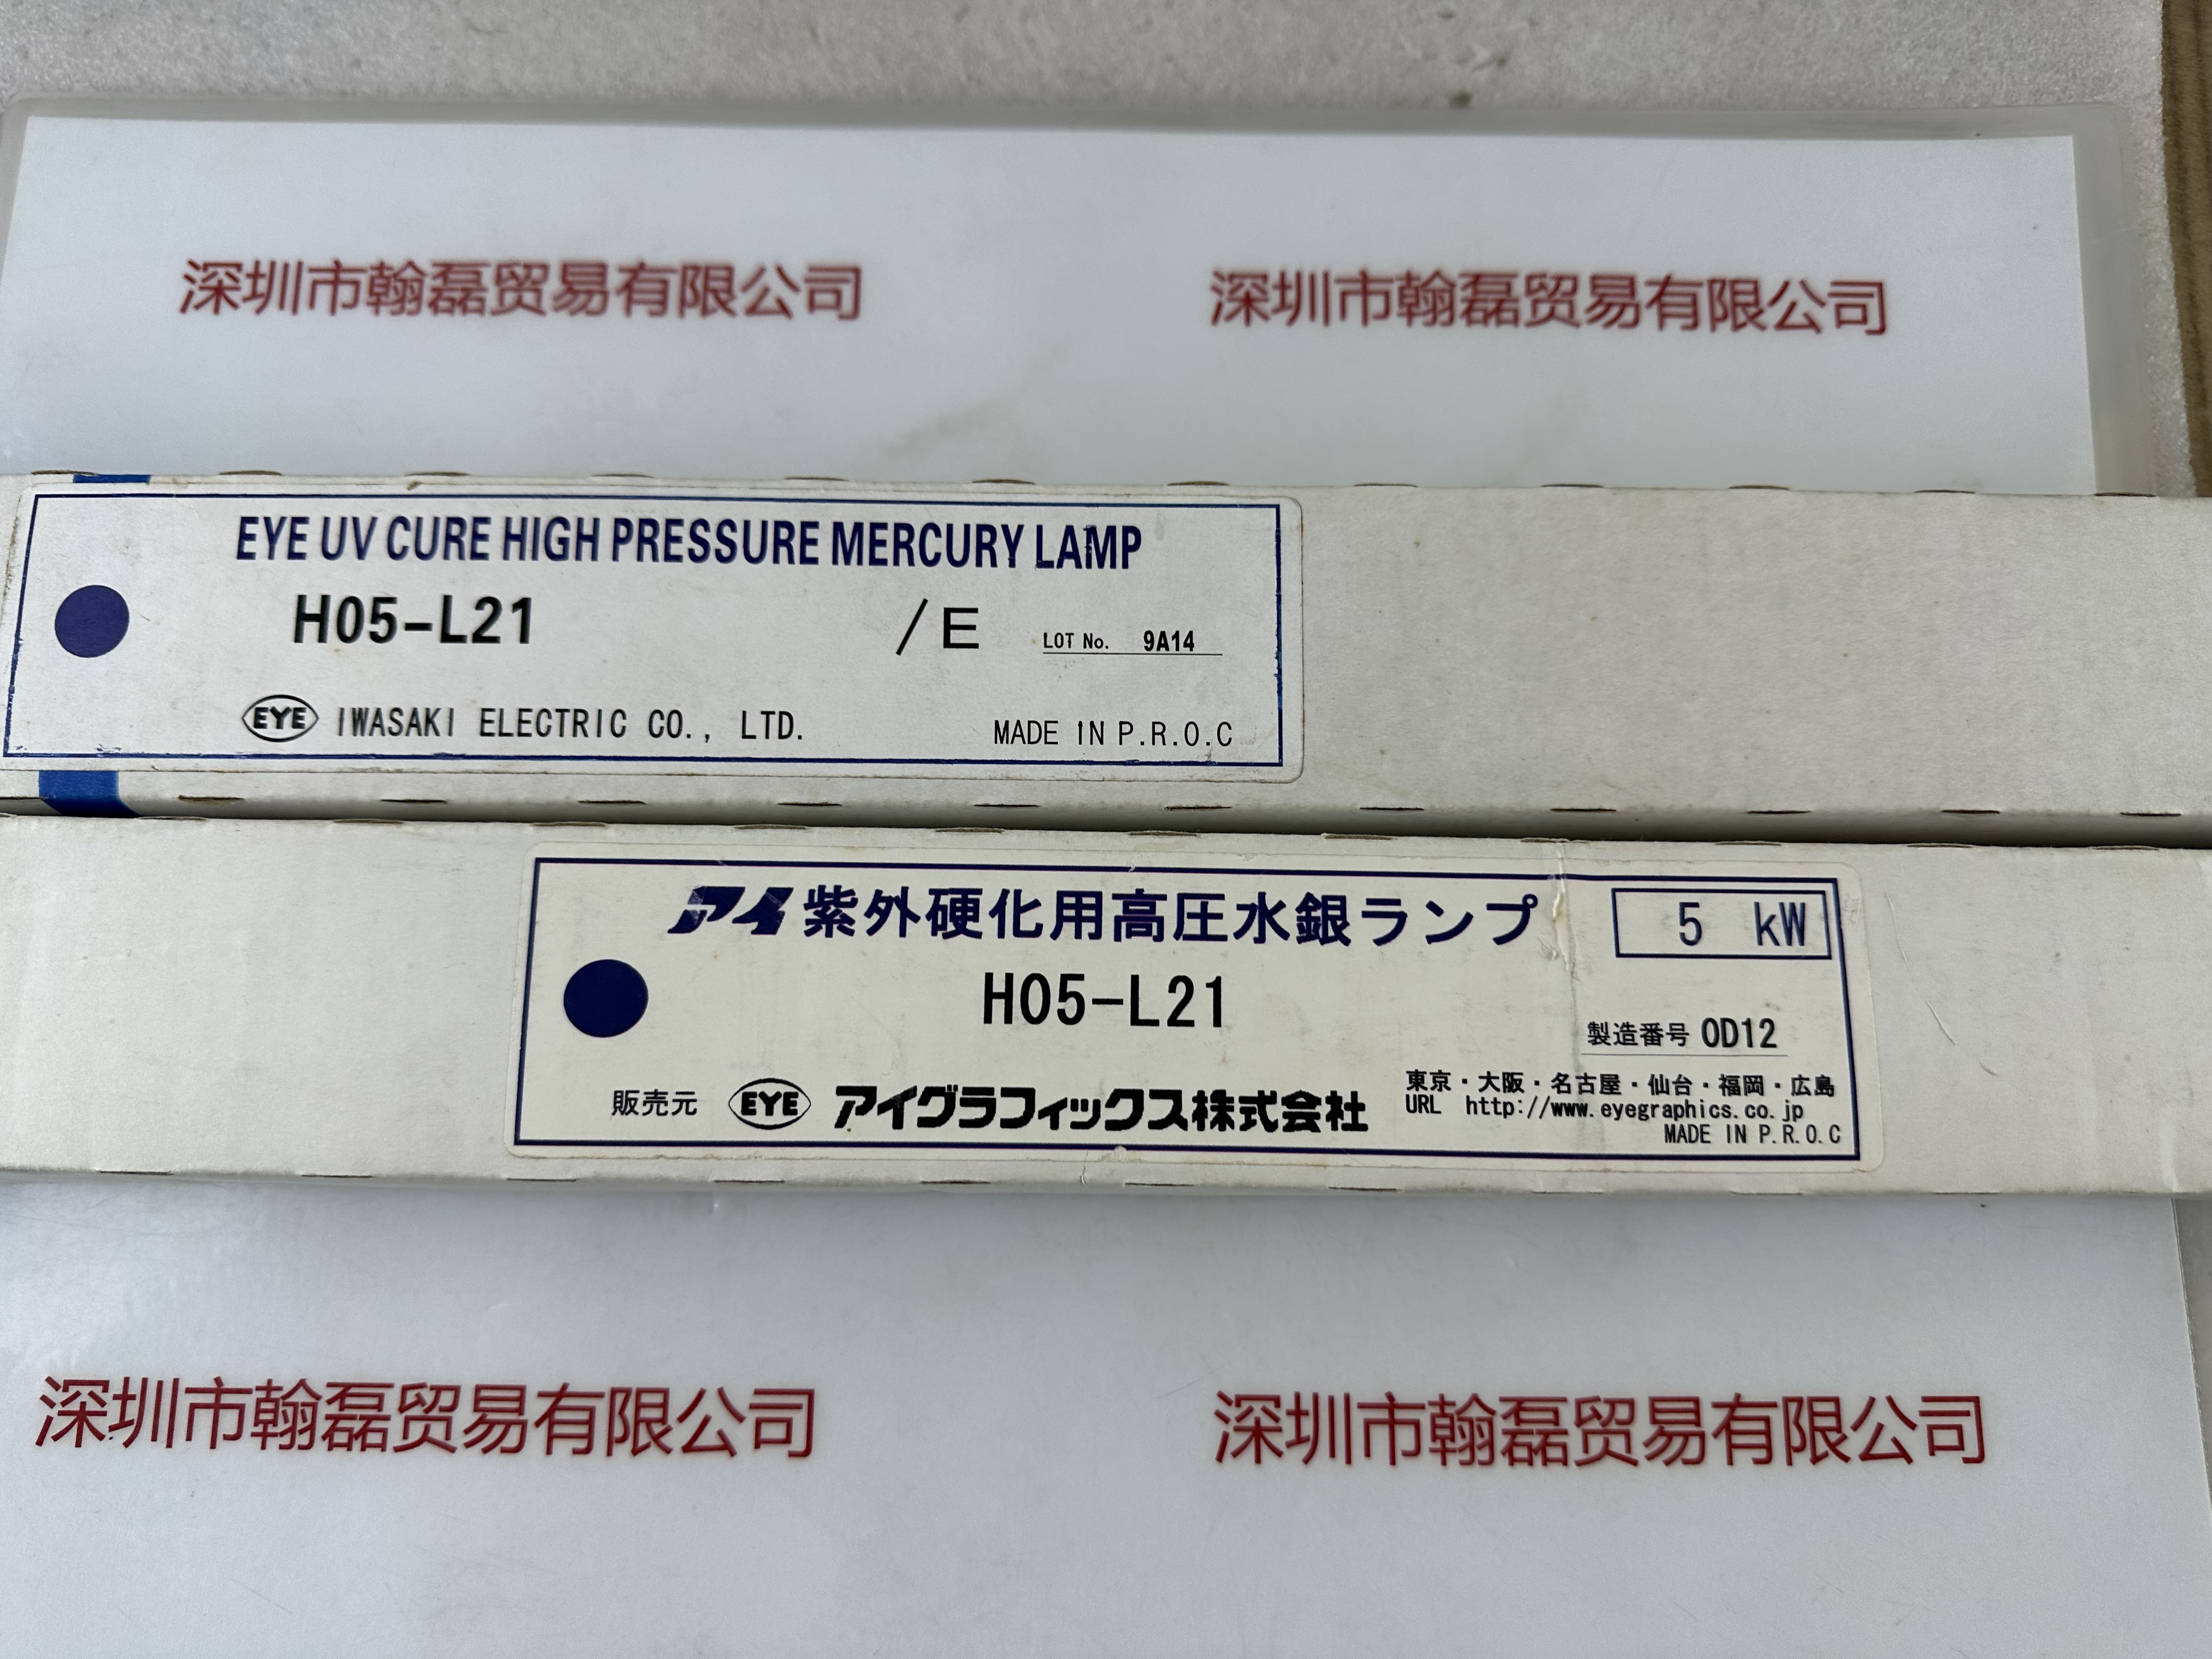 深圳市翰磊贸易有限公司 深圳市翰磊贸易有限公司
EYE UV CURE HIGH PRESSURE MERCURY LAMP
H05-L21 /E LOT No. 9A14
EYE IWASAKI ELECTRIC CO., LTD. MADE IN P.R.O.C
アイ紫外硬化用高圧水銀ランプ 5 kW
H05-L21
製造番号 0D12
販売元 EYE アイグラフィックス株式会社
東京・大阪・名古屋・仙台・福岡・広島
URL http://www.eyegraphics.co.jp
MADE IN P.R.O.C
深圳市翰磊贸易有限公司 深圳市翰磊贸易有限公司